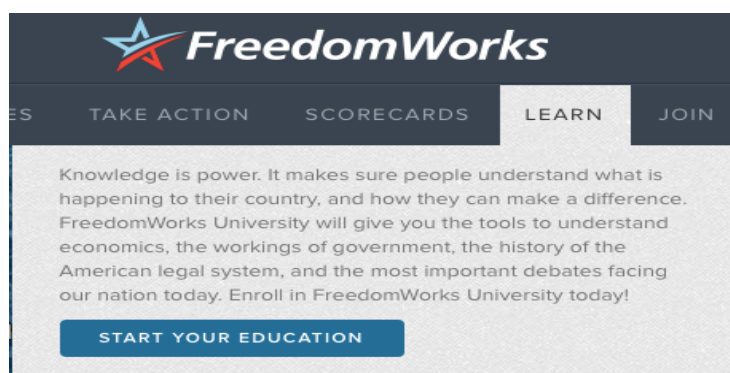 FreedomWorks
ES TAKE ACTION SCORECARDS LEARN JOIN
Knowledge is power. It makes sure people understand what is
happening to their country, and how they can make a difference.
FreedomWorks University will give you the tools to understand
economics, the workings of government, the history of the
American legal system, and the most important debates facing
our nation today. Enroll in FreedomWorks University today!
START YOUR EDUCATION